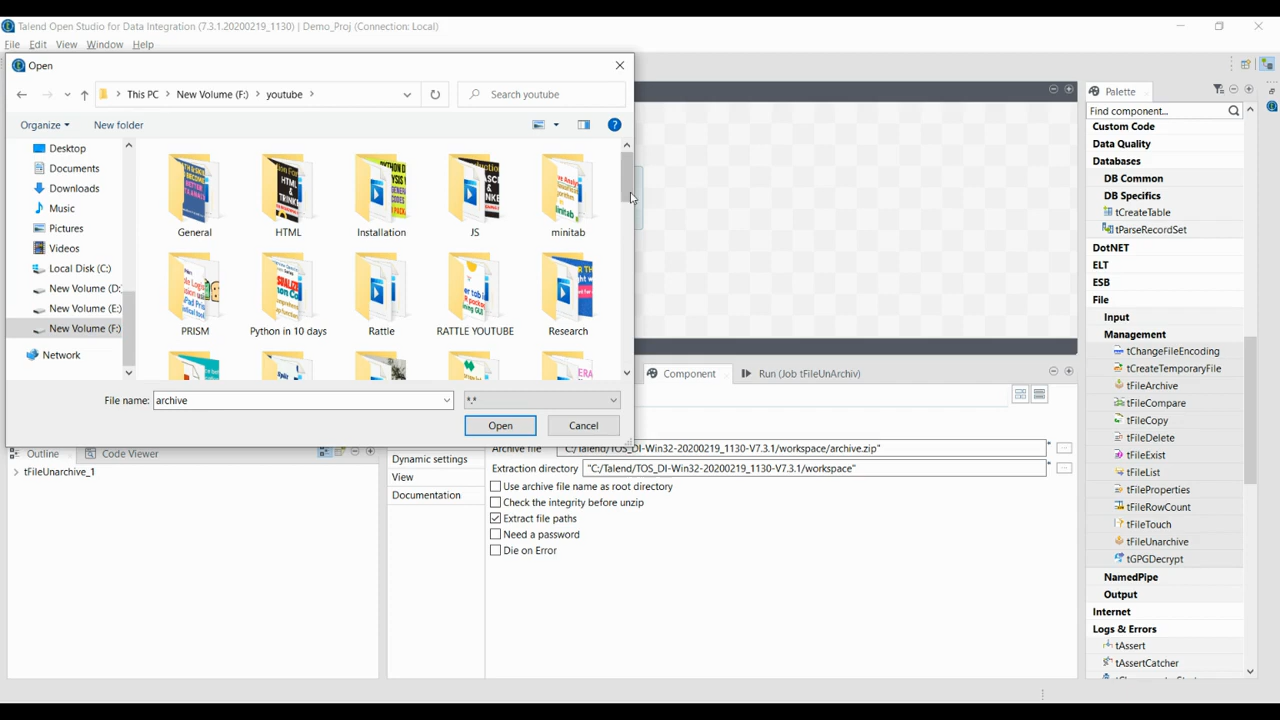 Talend Open Studio for Data Integration (7.3.1.20200219_1130) | Demo_Proj (Connection: Local)
File Edit View Window Help
Open
This PC > New Volume (F:) > youtube >
Search youtube
Organize
New folder
Desktop
Documents
Downloads
Music
Pictures
Videos
Local Disk (C:)
New Volume (D:
New Volume (E:)
New Volume (F:)
Network
General
HTML
Installation
JS
minitab
PRISM
Python in 10 days
Rattle
RATTLE YOUTUBE
Research
File name: archive
*.*
Open
Cancel
Component
Run (Job tFileUnArchiv)
Outline
Code Viewer
tFileUnarchive_1
Dynamic settings
View
Documentation
Archive file "C:/Talend/TOS_DI-Win32-20200219_1130-V7.3.1/workspace/archive.zip" *
Extraction directory "C:/Talend/TOS_DI-Win32-20200219_1130-V7.3.1/workspace" *
Use archive file name as root directory
Check the integrity before unzip
Extract file paths
Need a password
Die on Error
Palette
Find component...
Custom Code
Data Quality
Databases
DB Common
DB Specifics
tCreateTable
tParseRecordSet
DotNET
ELT
ESB
File
Input
Management
tChangeFileEncoding
tCreateTemporaryFile
tFileArchive
tFileCompare
tFileCopy
tFileDelete
tFileExist
tFileList
tFileProperties
tFileRowCount
tFileTouch
tFileUnarchive
tGPGDecrypt
NamedPipe
Output
Internet
Logs & Errors
tAssert
tAssertCatcher